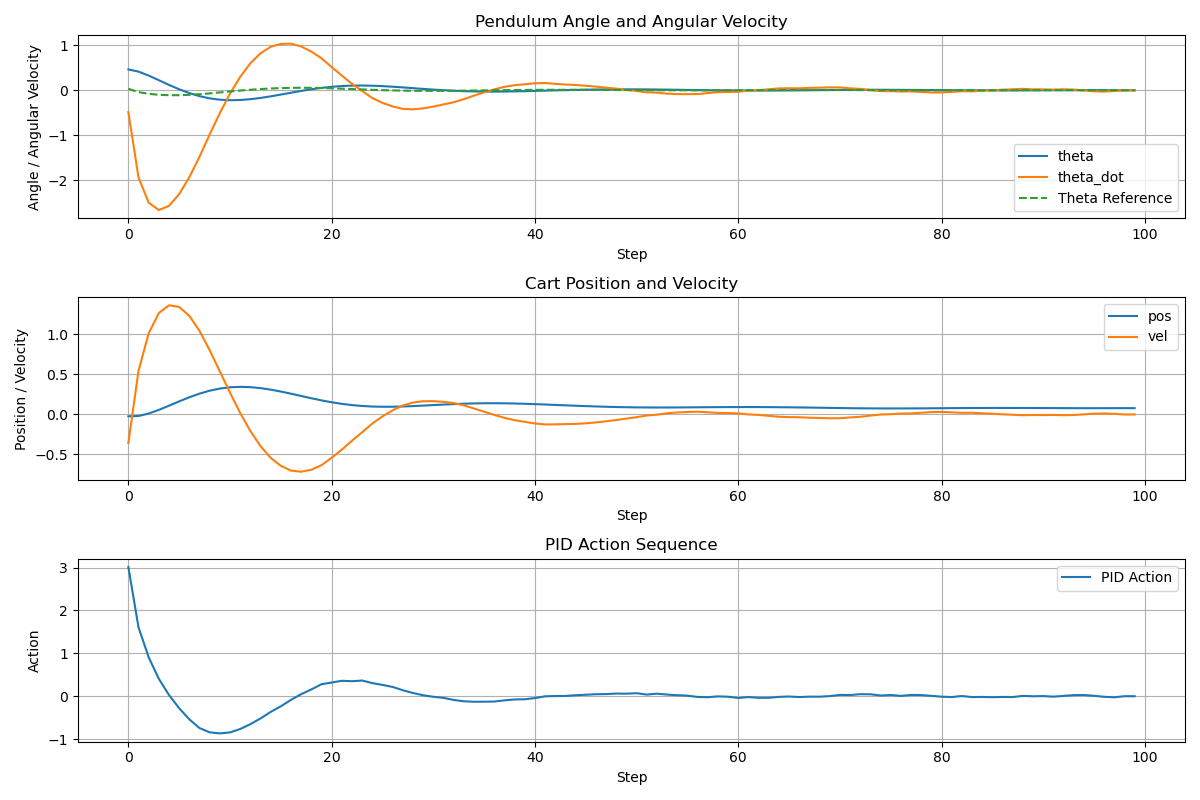 Pendulum Angle and Angular Velocity
Angle / Angular Velocity
1
0
−1
−2
theta
theta_dot
Theta Reference
0 20 40 60 80 100
Step
Cart Position and Velocity
Position / Velocity
1.0
0.5
0.0
−0.5
pos
vel
0 20 40 60 80 100
Step
PID Action Sequence
Action
3
2
1
0
−1
PID Action
0 20 40 60 80 100
Step